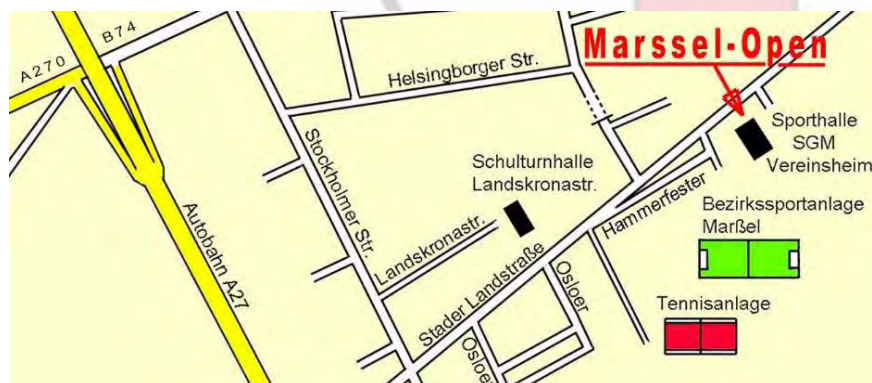 A270
B74
Marssel-Open
Helsingborger Str.
Sporthalle
SGM
Vereinsheim
Stockholmer Str.
Schulturnhalle
Landskronastr.
Hammerfester
Bezirkssportanlage
Marßel
Landskronastr.
Autobahn A27
Stader Landstraße
Osloer
Tennisanlage
Osloer